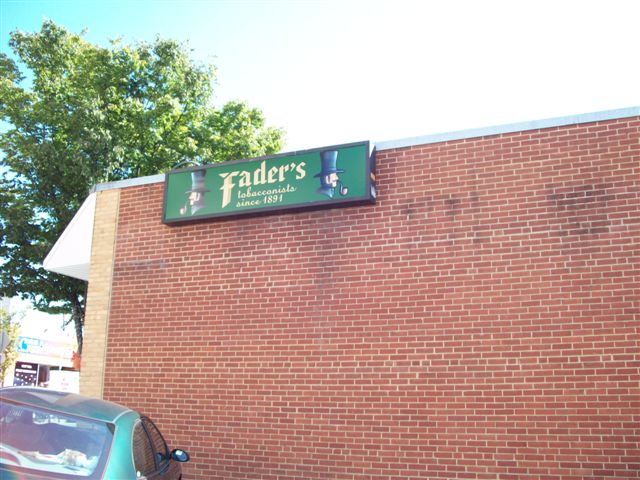 Fader's
tobacconists
since 1891